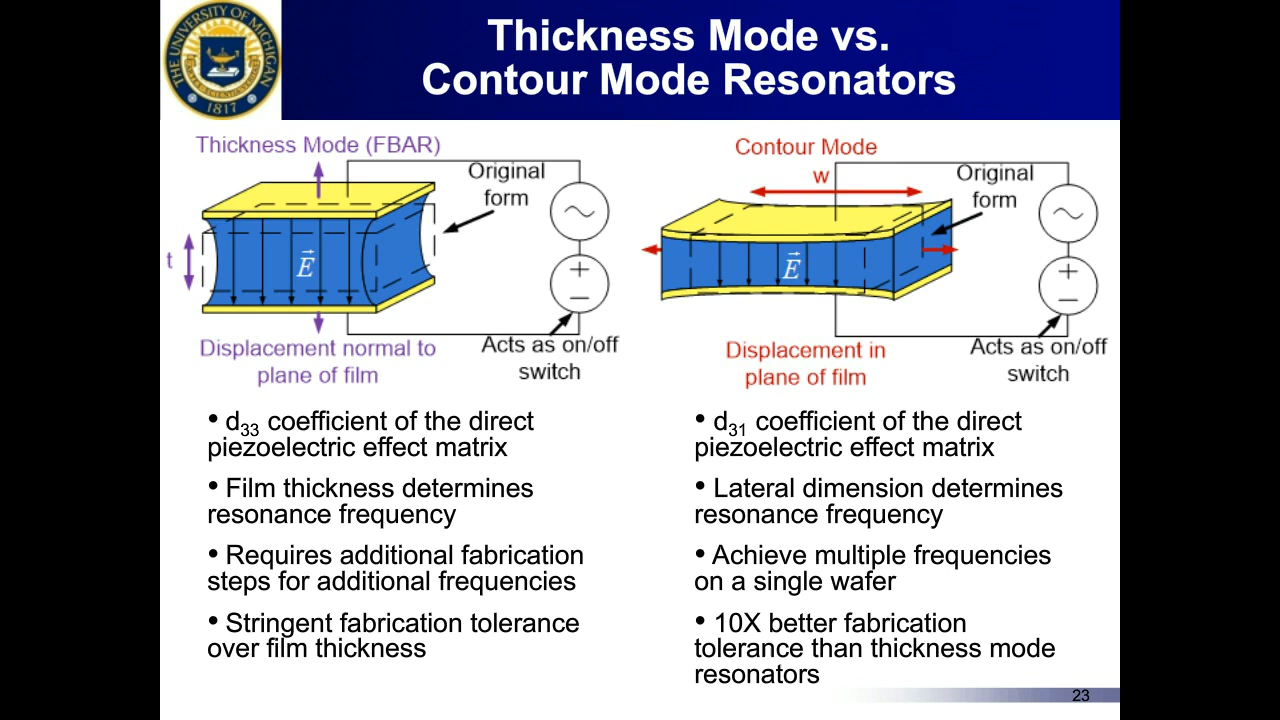 THE UNIVERSITY OF MICHIGAN
1817
Thickness Mode vs.
Contour Mode Resonators
Thickness Mode (FBAR)
Original
form
t
E
Displacement normal to
plane of film
Acts as on/off
switch
Contour Mode
w
Original
form
E
Displacement in
plane of film
Acts as on/off
switch
• d33 coefficient of the direct
piezoelectric effect matrix
• Film thickness determines
resonance frequency
• Requires additional fabrication
steps for additional frequencies
• Stringent fabrication tolerance
over film thickness
• d31 coefficient of the direct
piezoelectric effect matrix
• Lateral dimension determines
resonance frequency
• Achieve multiple frequencies
on a single wafer
• 10X better fabrication
tolerance than thickness mode
resonators
23